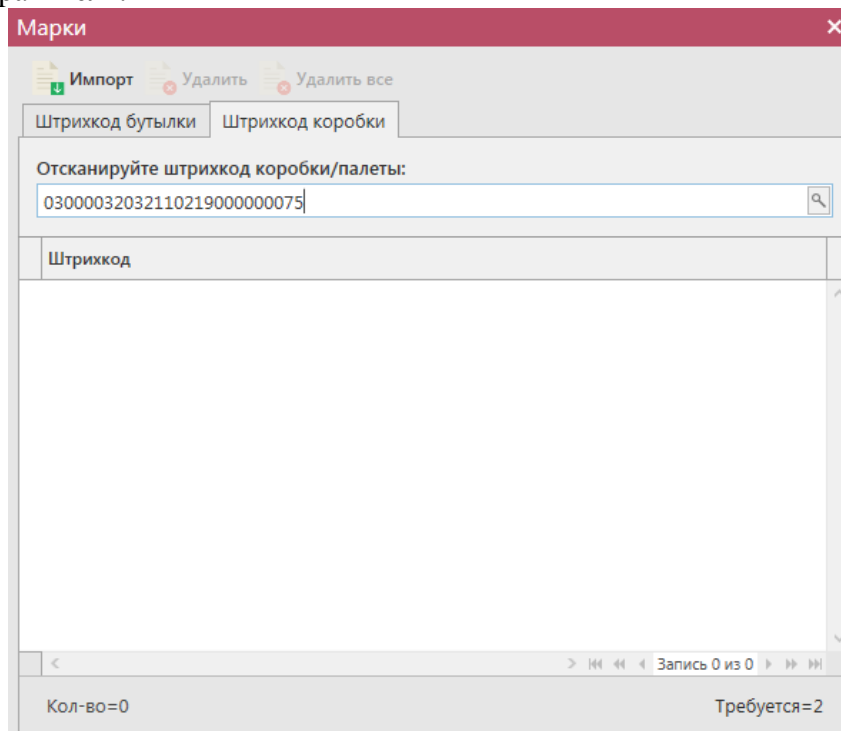 Марки
Импорт Удалить Удалить все
Штрихкод бутылки Штрихкод коробки
Отсканируйте штрихкод коробки/палеты:
03000032032110219000000075
Штрихкод
Запись 0 из 0
Кол-во=0 Требуется=2